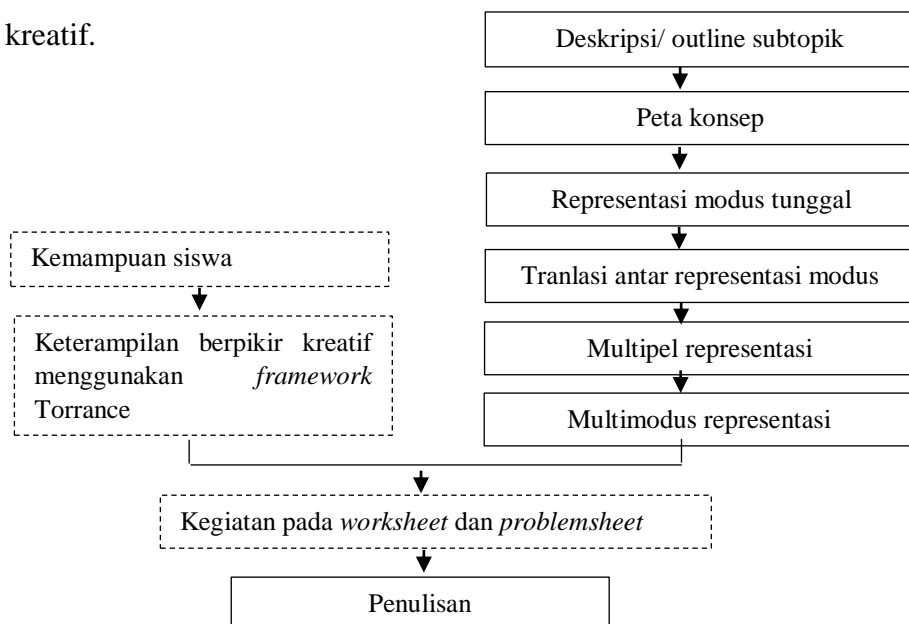 kreatif.
Deskripsi/ outline subtopik
Peta konsep
Representasi modus tunggal
Kemampuan siswa
Tranlasi antar representasi modus
Keterampilan berpikir kreatif
menggunakan framework
Torrance
Multipel representasi
Multimodus representasi
Kegiatan pada worksheet dan problemsheet
Penulisan